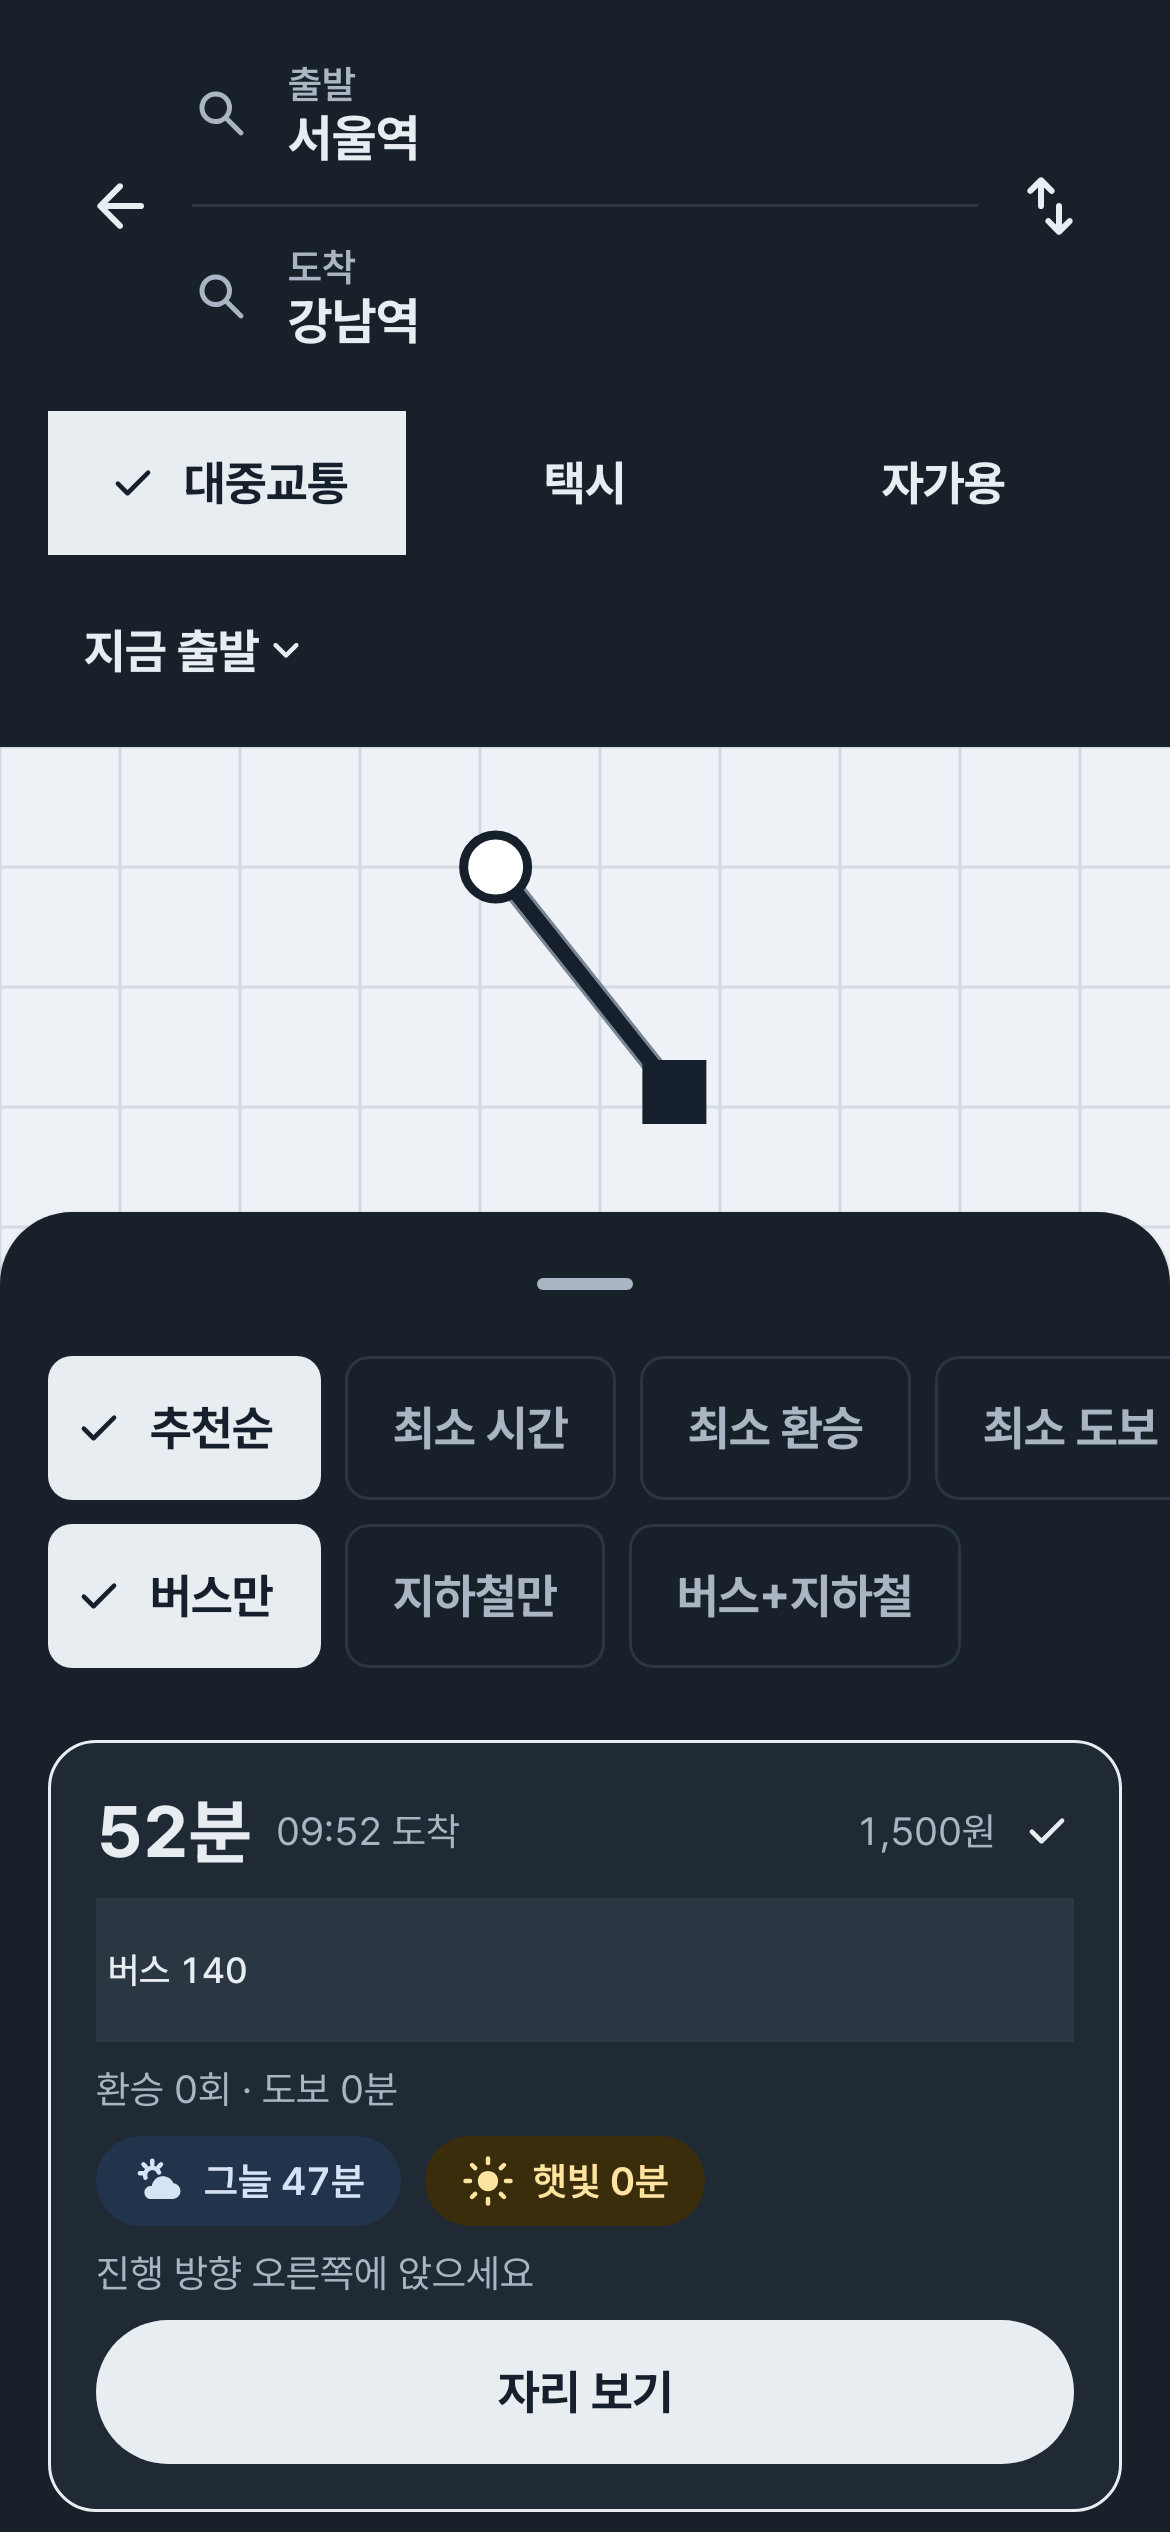 출발
서울역
도착
강남역
대중교통 택시 자가용
지금 출발
추천순 최소 시간 최소 환승 최소 도보
버스만 지하철만 버스+지하철
52분 09:52 도착 1,500원
버스 140
환승 0회 · 도보 0분
그늘 47분 햇빛 0분
진행 방향 오른쪽에 앉으세요
자리 보기